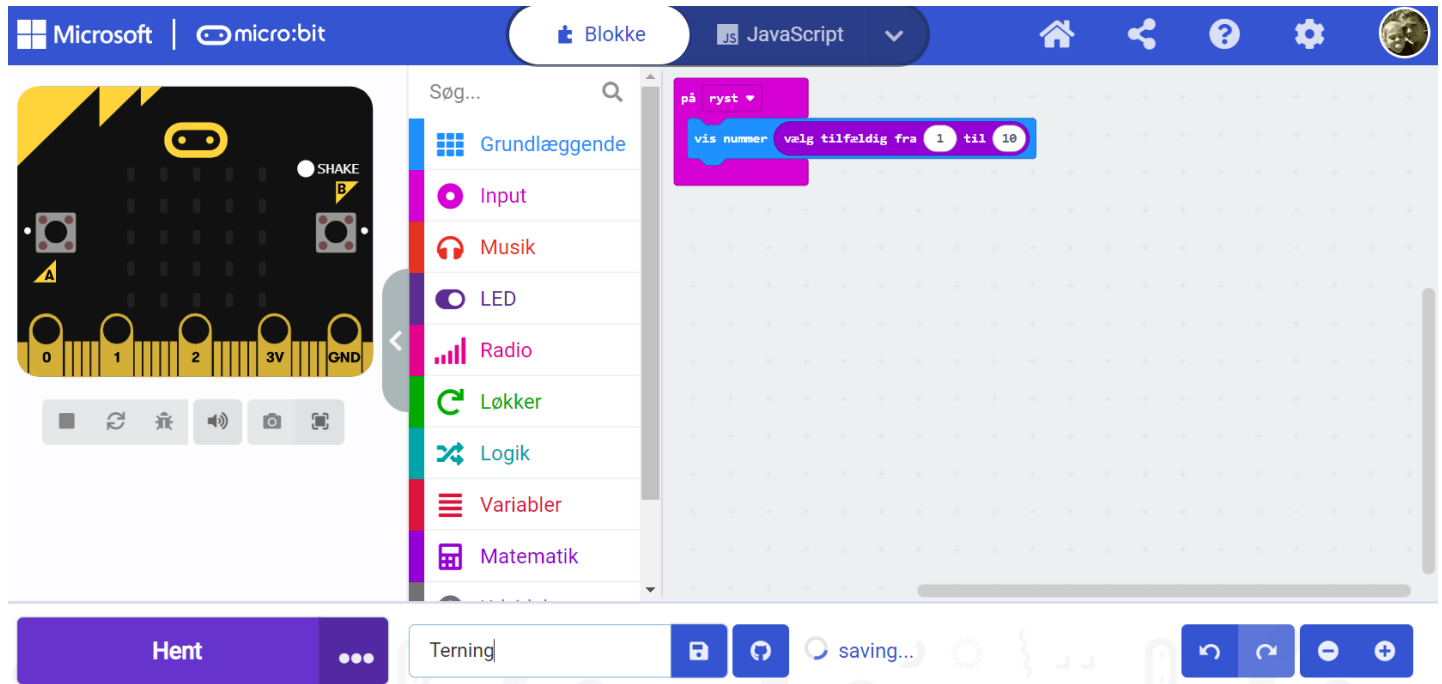 Microsoft micro:bit
Blokke
JS JavaScript
SHAKE
B
A
0 1 2 3V GND
Søg...
Grundlæggende
Input
Musik
LED
Radio
Løkker
Logik
Variabler
Matematik
på ryst
vis nummer vælg tilfældig fra 1 til 10
Hent
Terning
saving...